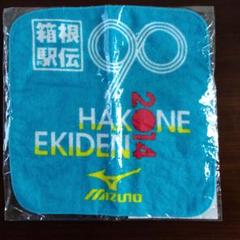 箱根
駅伝
90
HAKONE
EKIDEN
2014
MIZUNO